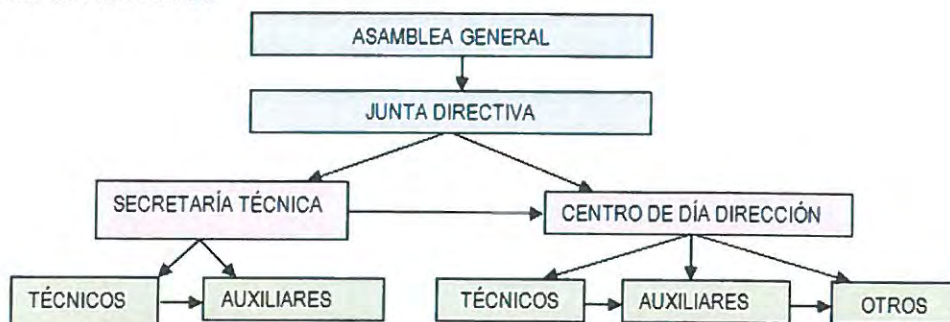 ASAMBLEA GENERAL
JUNTA DIRECTIVA
SECRETARÍA TÉCNICA
CENTRO DE DÍA DIRECCIÓN
TÉCNICOS
AUXILIARES
TÉCNICOS
AUXILIARES
OTROS